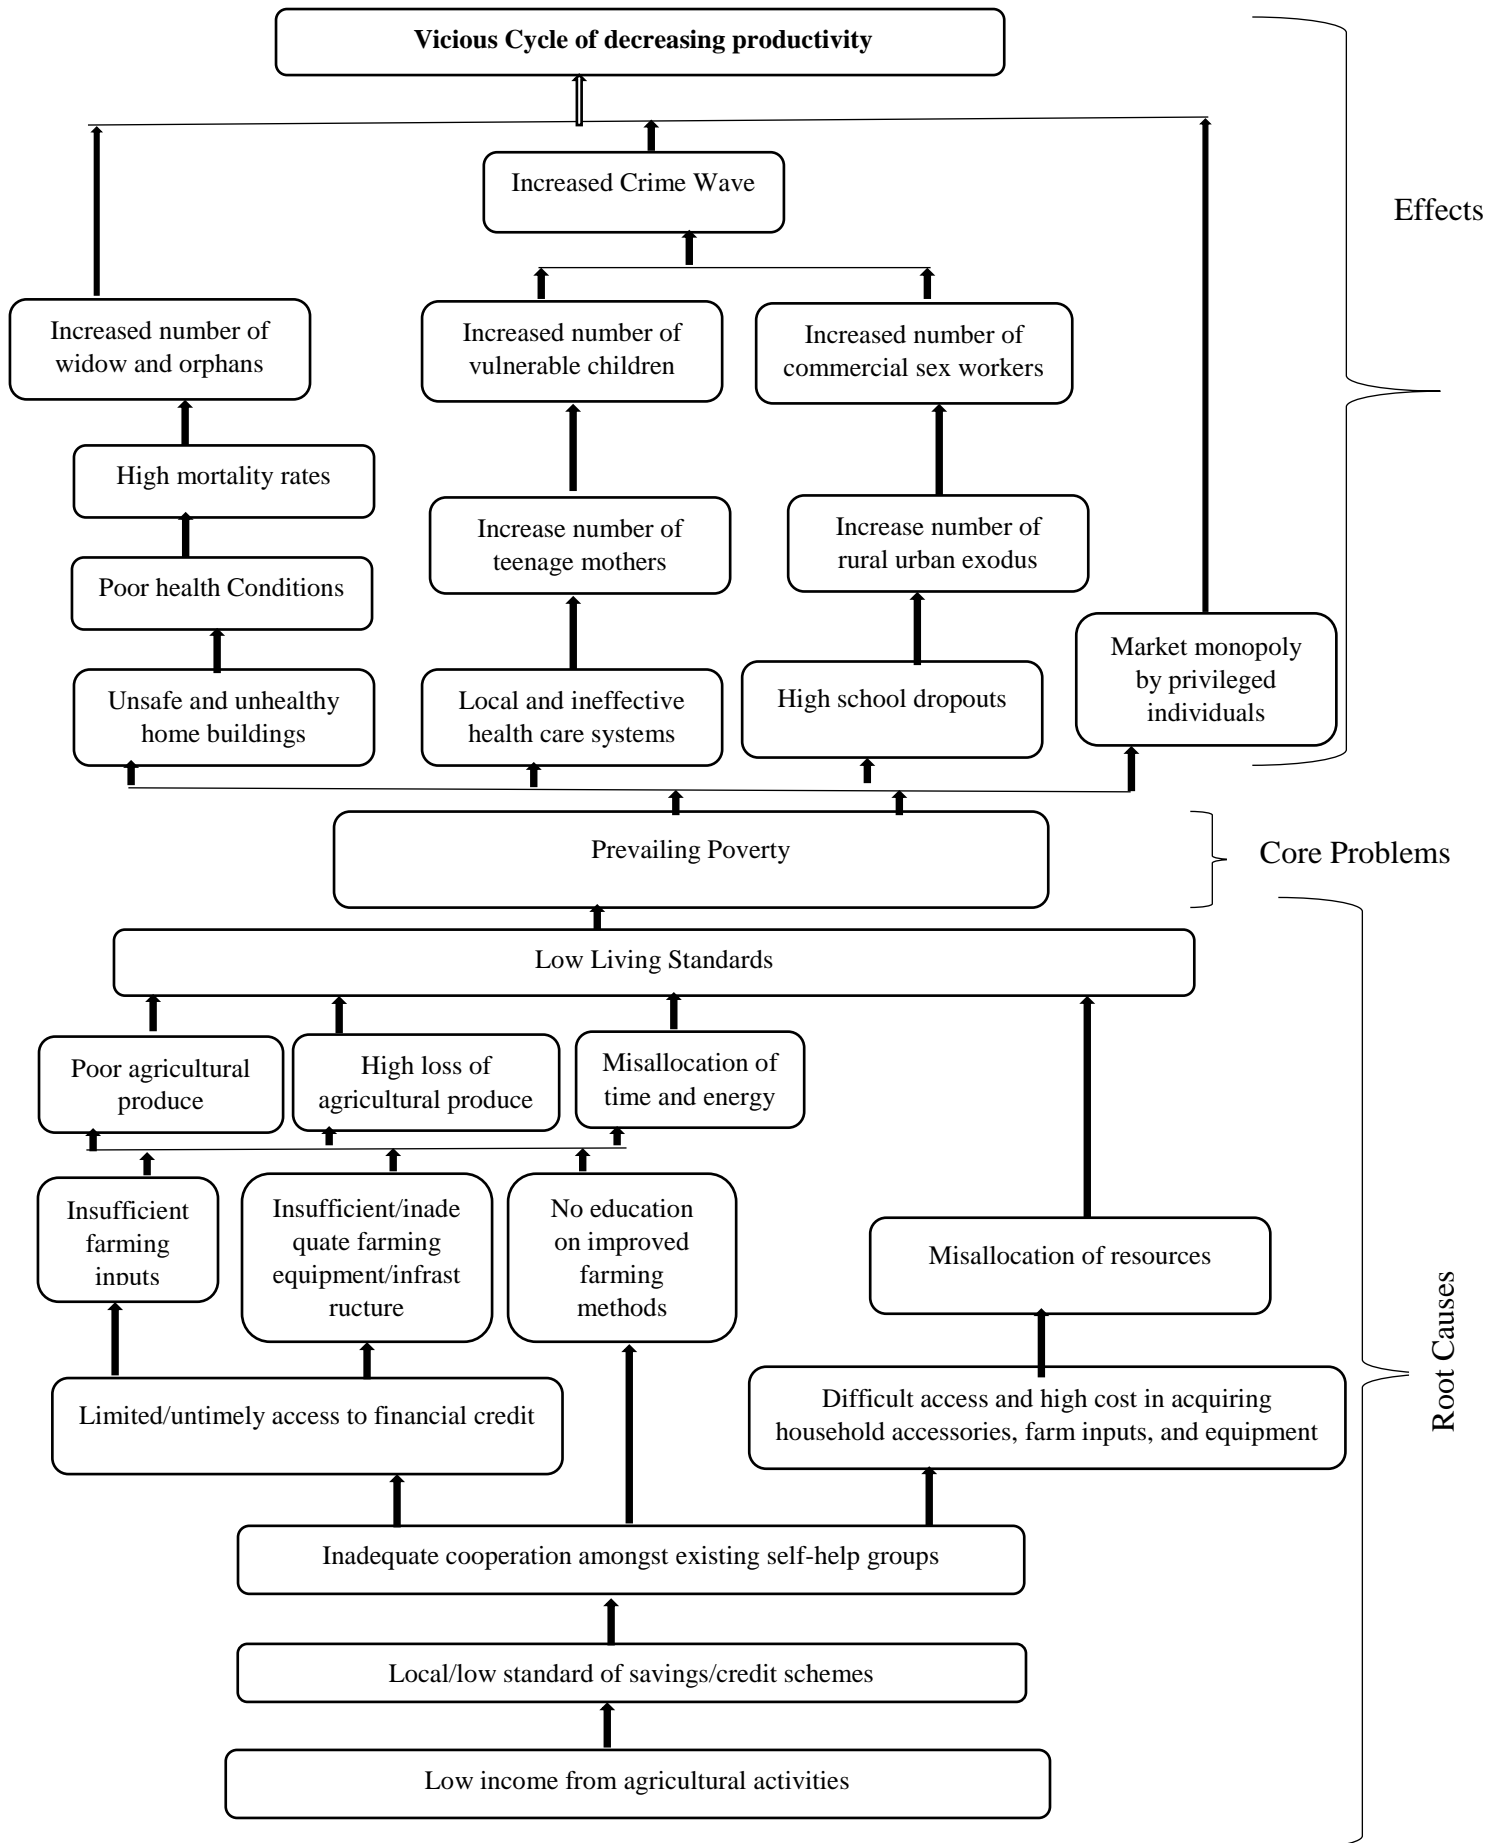 Vicious Cycle of decreasing productivity
Increased Crime Wave
Effects
Increased number of
widow and orphans
Increased number of
vulnerable children
Increased number of
commercial sex workers
High mortality rates
Increase number of
teenage mothers
Increase number of
rural urban exodus
Poor health Conditions
Market monopoly
by privileged
individuals
Unsafe and unhealthy
home buildings
Local and ineffective
health care systems
High school dropouts
Prevailing Poverty
Core Problems
Low Living Standards
Poor agricultural
produce
High loss of
agricultural produce
Misallocation of
time and energy
Insufficient
farming
inputs
Insufficient/inade
quate farming
equipment/infrast
ructure
No education
on improved
farming
methods
Misallocation of resources
Root Causes
Limited/untimely access to financial credit
Difficult access and high cost in acquiring
household accessories, farm inputs, and equipment
Inadequate cooperation amongst existing self-help groups
Local/low standard of savings/credit schemes
Low income from agricultural activities